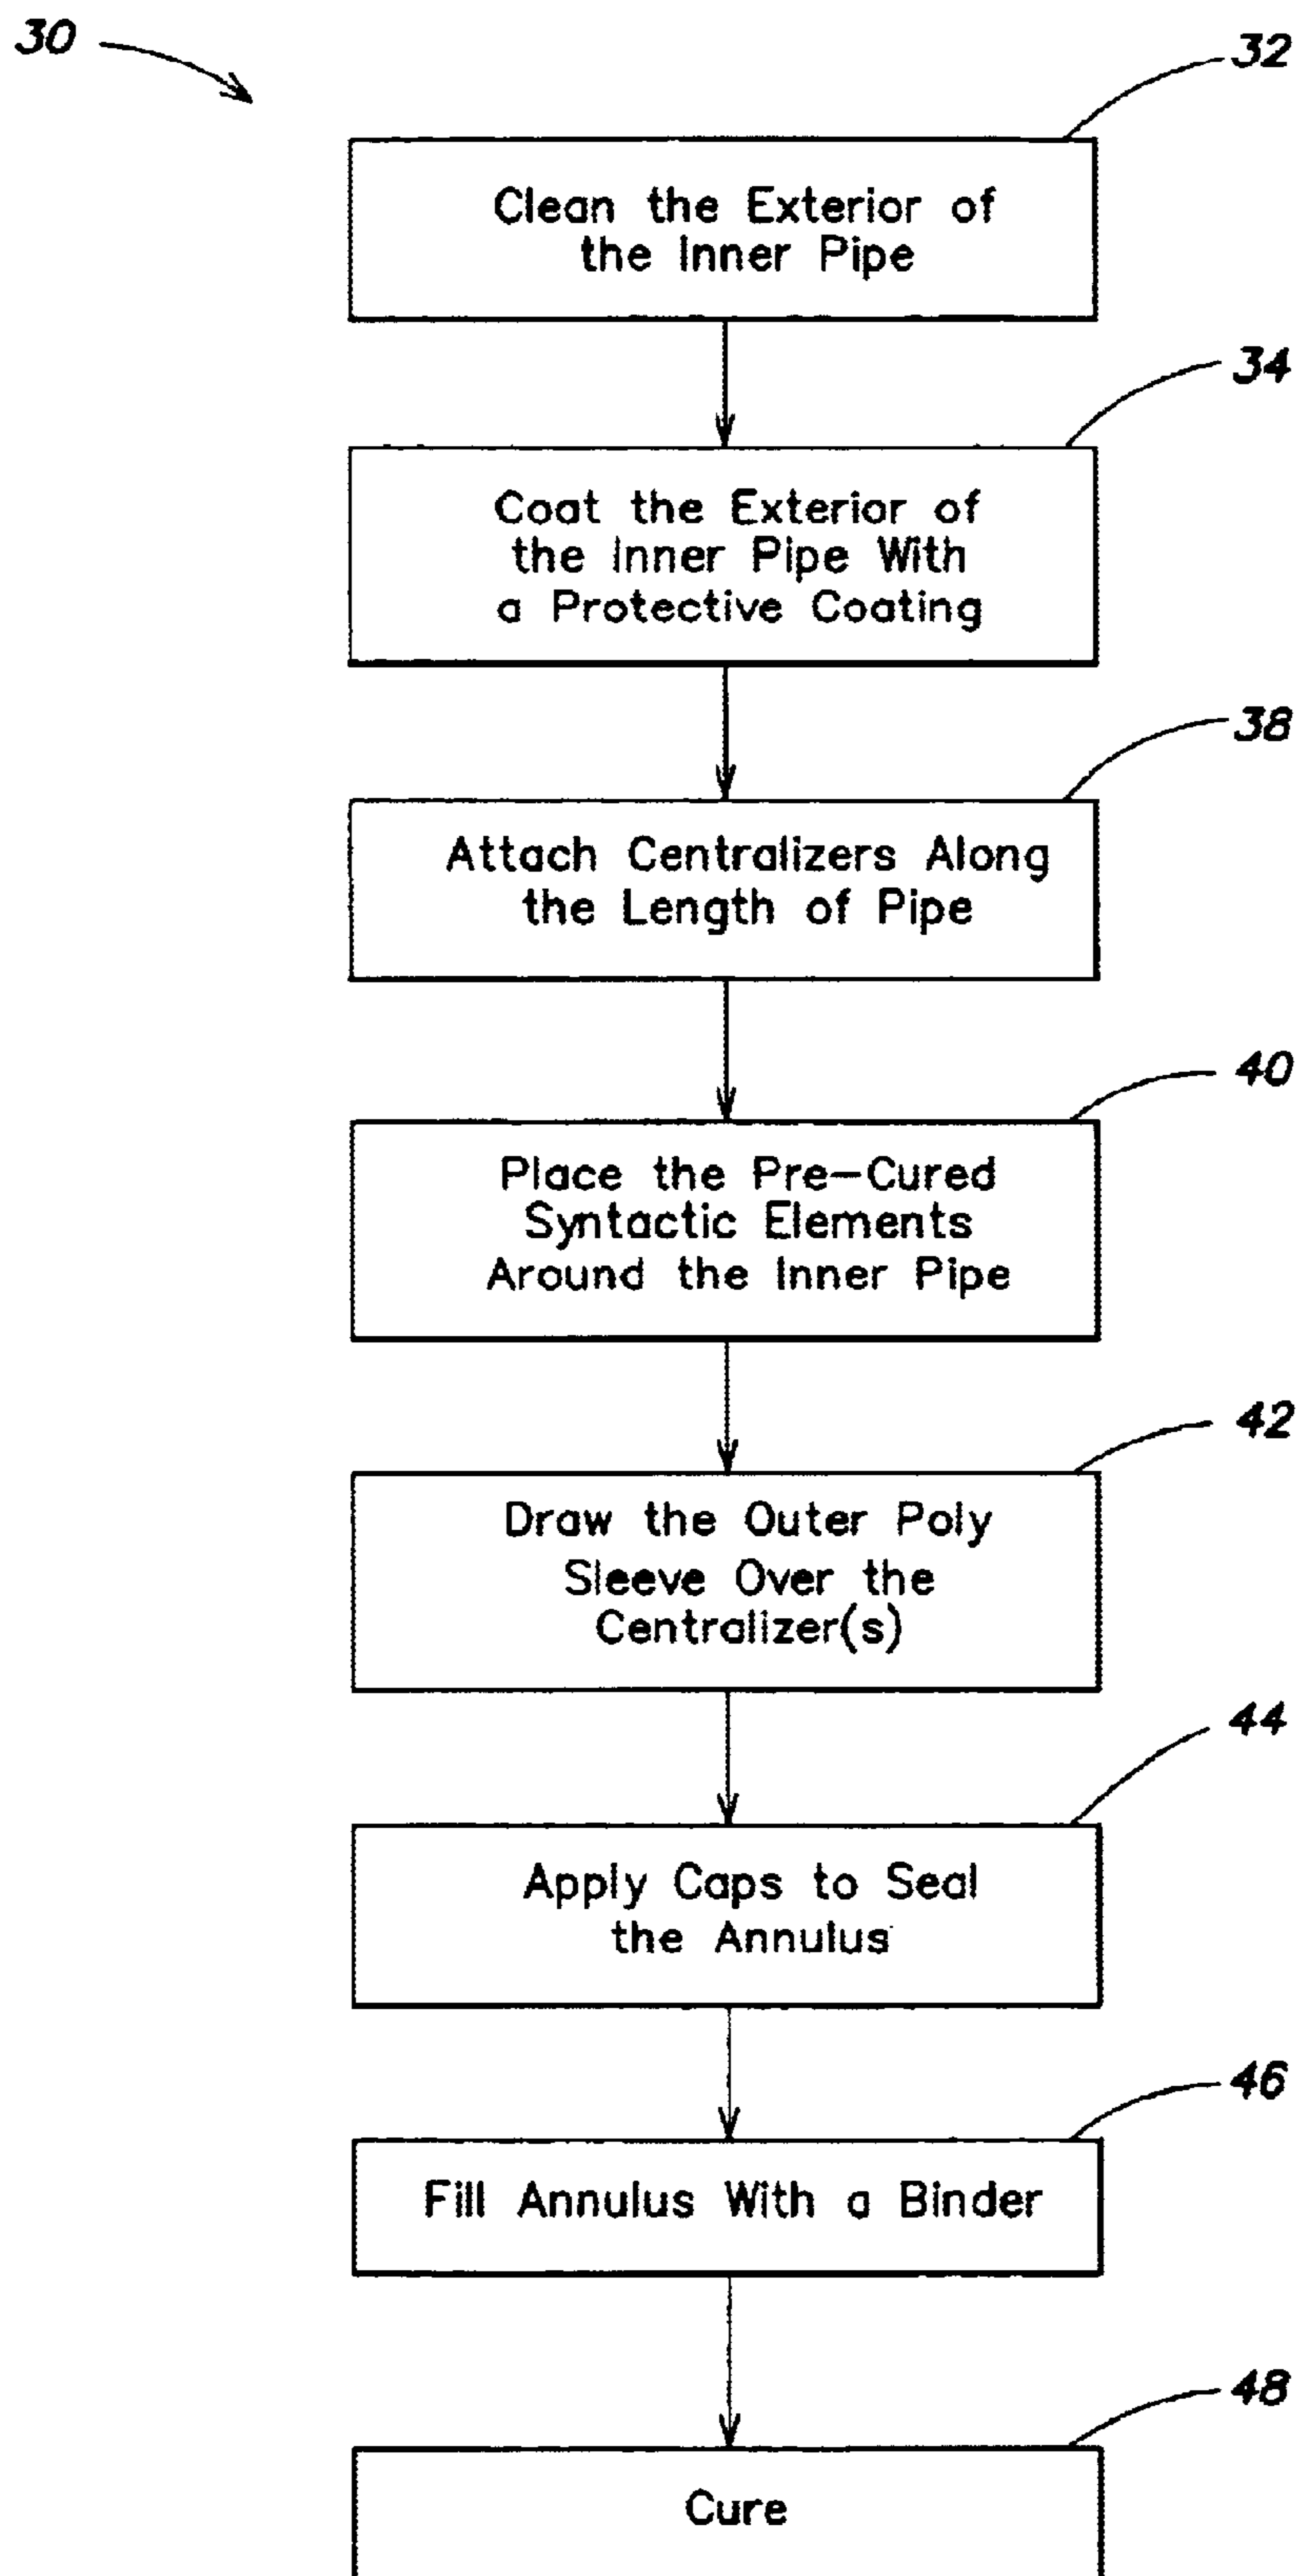 30
32
Clean the Exterior of
the Inner Pipe
34
Coat the Exterior of
the Inner Pipe With
a Protective Coating
38
Attach Centralizers Along
the Length of Pipe
40
Place the Pre-Cured
Syntactic Elements
Around the Inner Pipe
42
Draw the Outer Poly
Sleeve Over the
Centralizer(s)
44
Apply Caps to Seal
the Annulus
46
Fill Annulus With a Binder
48
Cure